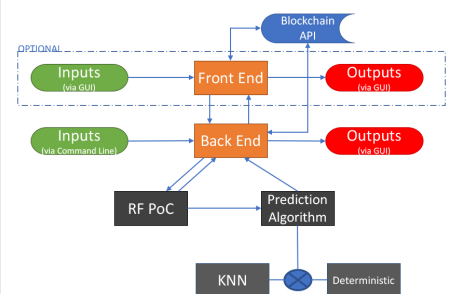 Blockchain
API
OPTIONAL
Inputs
(via GUI)
Front End
Outputs
(via GUI)
Inputs
(via Command Line)
Back End
Outputs
(via GUI)
RF PoC
Prediction
Algorithm
KNN
Deterministic